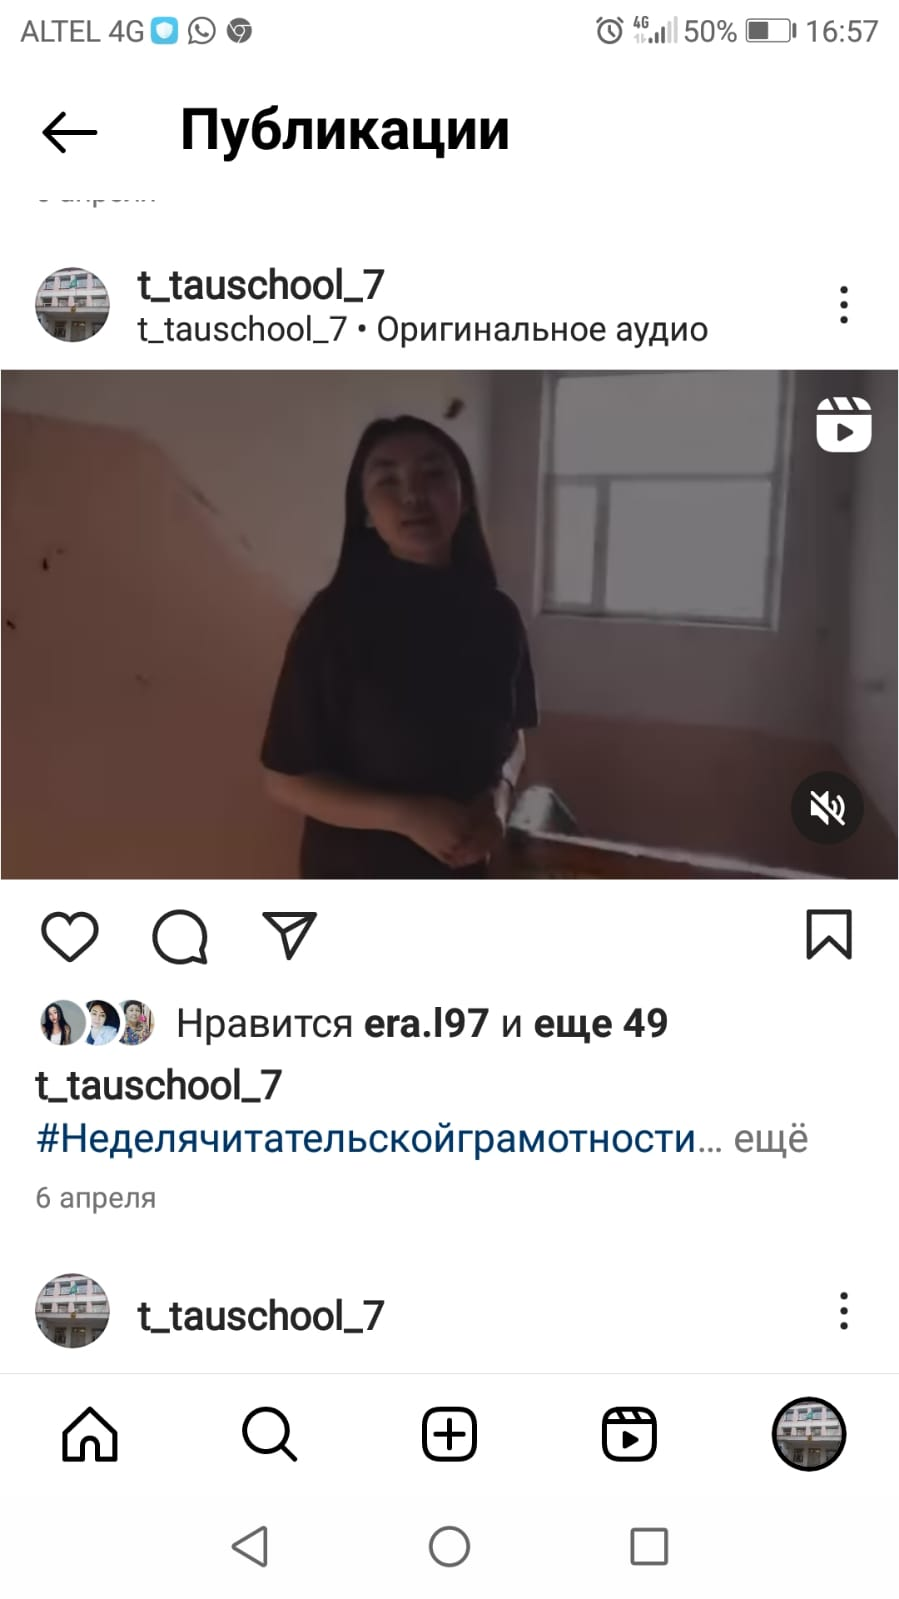 ALTEL 4G 4G 50% 16:57
Публикации
t_tauschool_7
t_tauschool_7 • Оригинальное аудио
Нравится era.l97 и еще 49
t_tauschool_7
#Неделячитательскойграмотности... ещё
6 апреля
t_tauschool_7